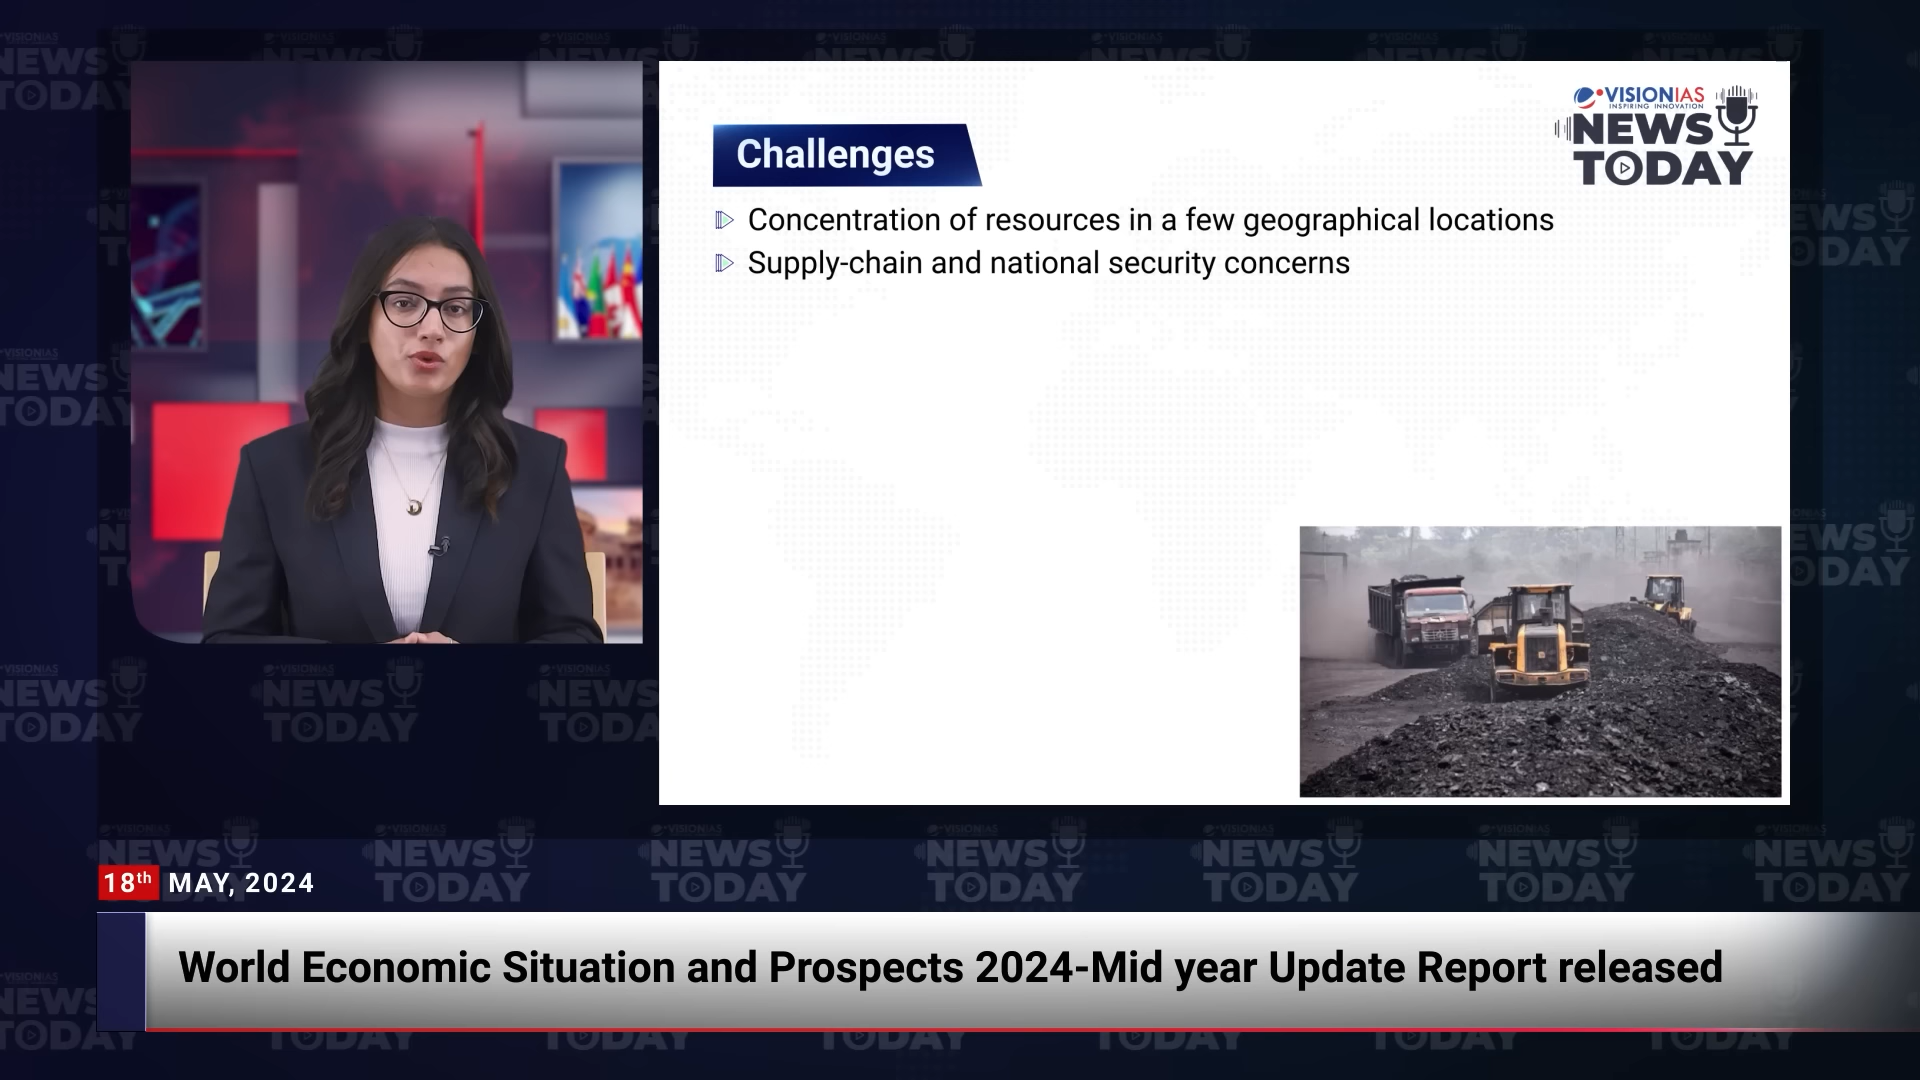 VISIONIAS
INSPIRING INNOVATION
NEWS
TODAY
Challenges
Concentration of resources in a few geographical locations
Supply-chain and national security concerns
18th MAY, 2024
World Economic Situation and Prospects 2024-Mid year Update Report released